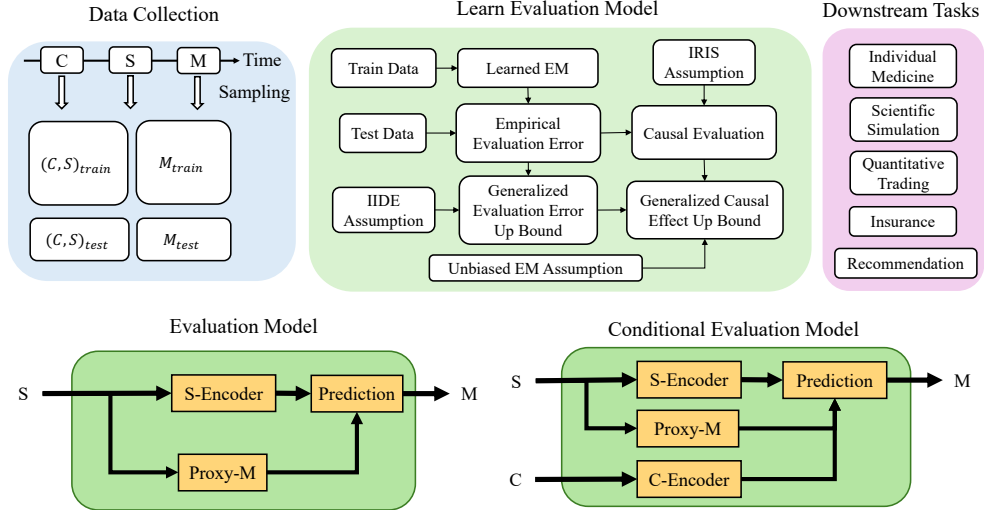 Data Collection
C
S
M
Time
Sampling
(C, S)train
Mtrain
(C, S)test
Mtest
Learn Evaluation Model
Train Data
Learned EM
IRIS
Assumption
Test Data
Empirical
Evaluation Error
Causal Evaluation
IIDE
Assumption
Generalized
Evaluation Error
Up Bound
Generalized Causal
Effect Up Bound
Unbiased EM Assumption
Downstream Tasks
Individual
Medicine
Scientific
Simulation
Quantitative
Trading
Insurance
Recommendation
Evaluation Model
S
S-Encoder
Prediction
M
Proxy-M
Conditional Evaluation Model
S
S-Encoder
Prediction
M
Proxy-M
C
C-Encoder